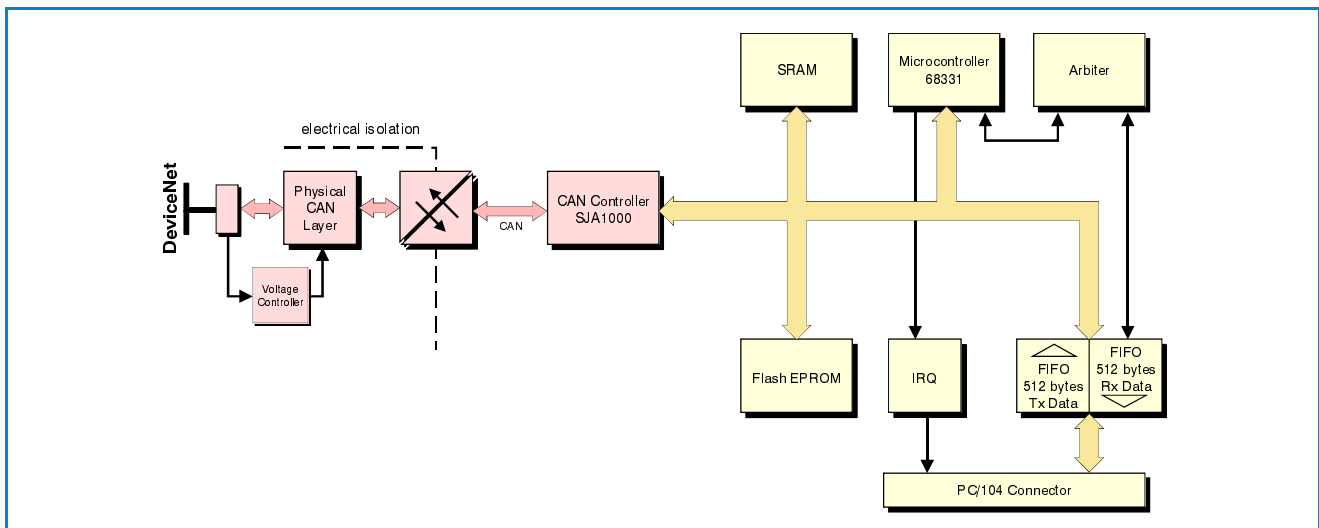 SRAM
Microcontroller
68331
Arbiter
electrical isolation
DeviceNet
Physical
CAN
Layer
CAN
CAN Controller
SJA1000
Voltage
Controller
Flash EPROM
IRQ
FIFO
512 bytes
Tx Data
FIFO
512 bytes
Rx Data
PC/104 Connector